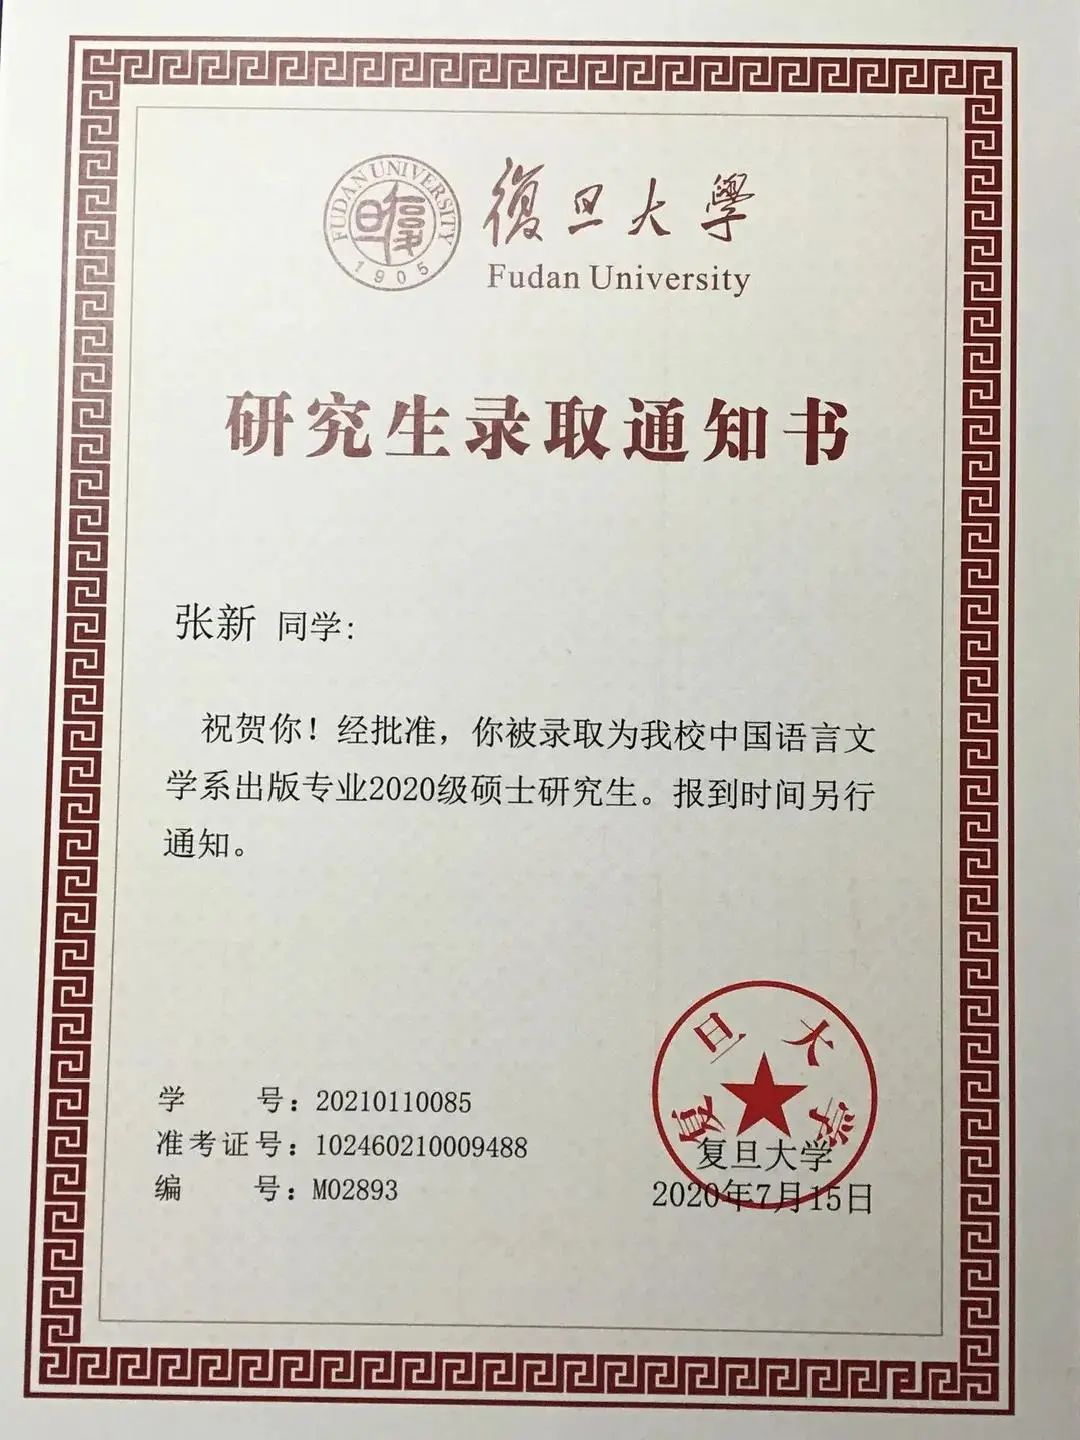 FUDAN UNIVERSITY
1905
復旦大學
Fudan University
研究生录取通知书
张新 同学:
祝贺你！经批准，你被录取为我校中国语言文
学系出版专业2020级硕士研究生。报到时间另行
通知。
学 号：20210110085
准考证号：102460210009488
编 号：M02893
复旦大学
复旦大学
2020年7月15日